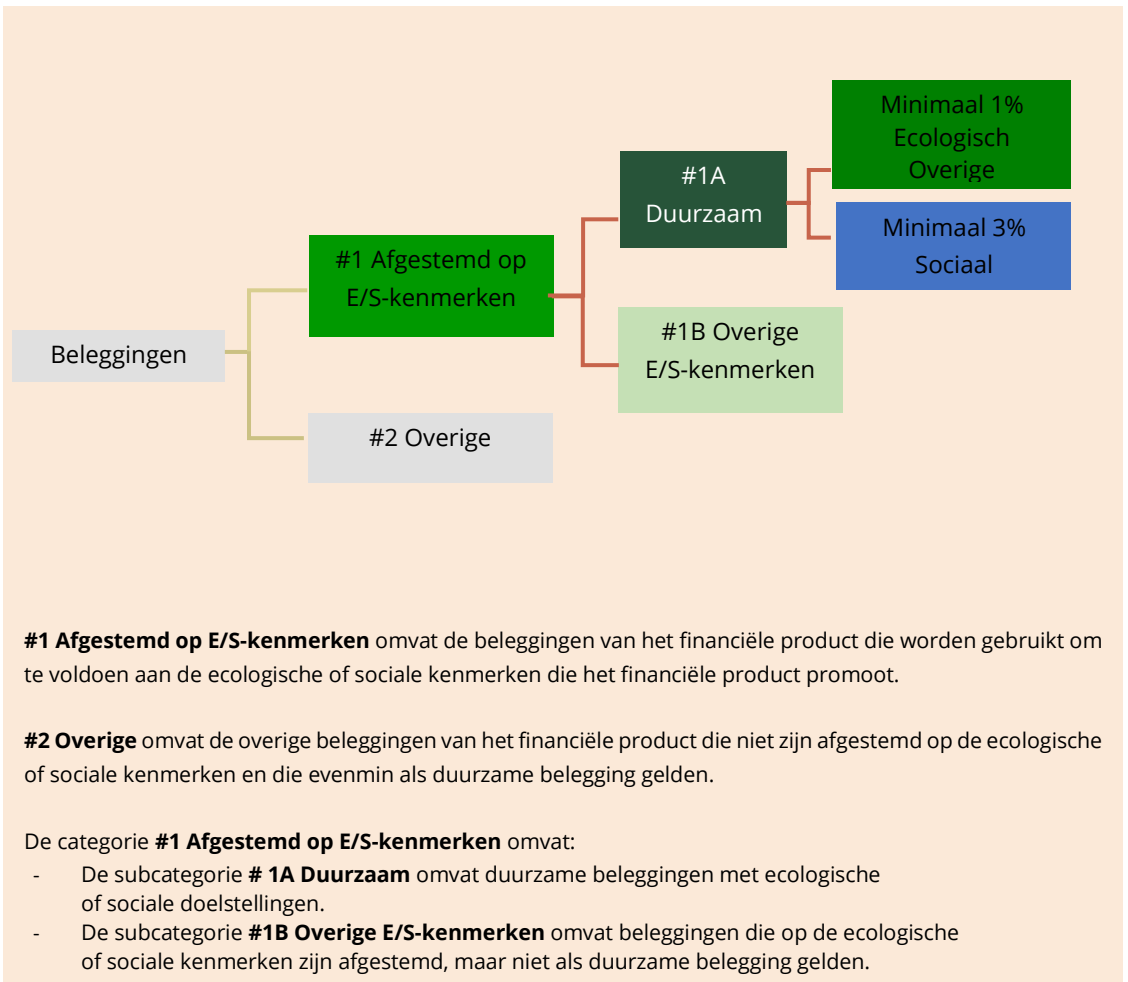 Minimaal 1%
Ecologisch
Overige
#1A
Duurzaam
Minimaal 3%
Sociaal
#1 Afgestemd op
E/S-kenmerken
#1B Overige
E/S-kenmerken
Beleggingen
#2 Overige
#1 Afgestemd op E/S-kenmerken omvat de beleggingen van het financiële product die worden gebruikt om
te voldoen aan de ecologische of sociale kenmerken die het financiële product promoot.
#2 Overige omvat de overige beleggingen van het financiële product die niet zijn afgestemd op de ecologische
of sociale kenmerken en die evenmin als duurzame belegging gelden.
De categorie #1 Afgestemd op E/S-kenmerken omvat:
- De subcategorie # 1A Duurzaam omvat duurzame beleggingen met ecologische
of sociale doelstellingen.
- De subcategorie #1B Overige E/S-kenmerken omvat beleggingen die op de ecologische
of sociale kenmerken zijn afgestemd, maar niet als duurzame belegging gelden.